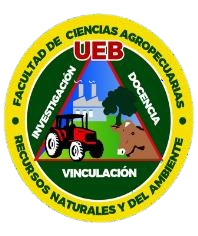 FACULTAD DE CIENCIAS AGROPECUARIAS
UEB
INVESTIGACIÓN
DOCENCIA
VINCULACIÓN
RECURSOS NATURALES Y DEL AMBIENTE